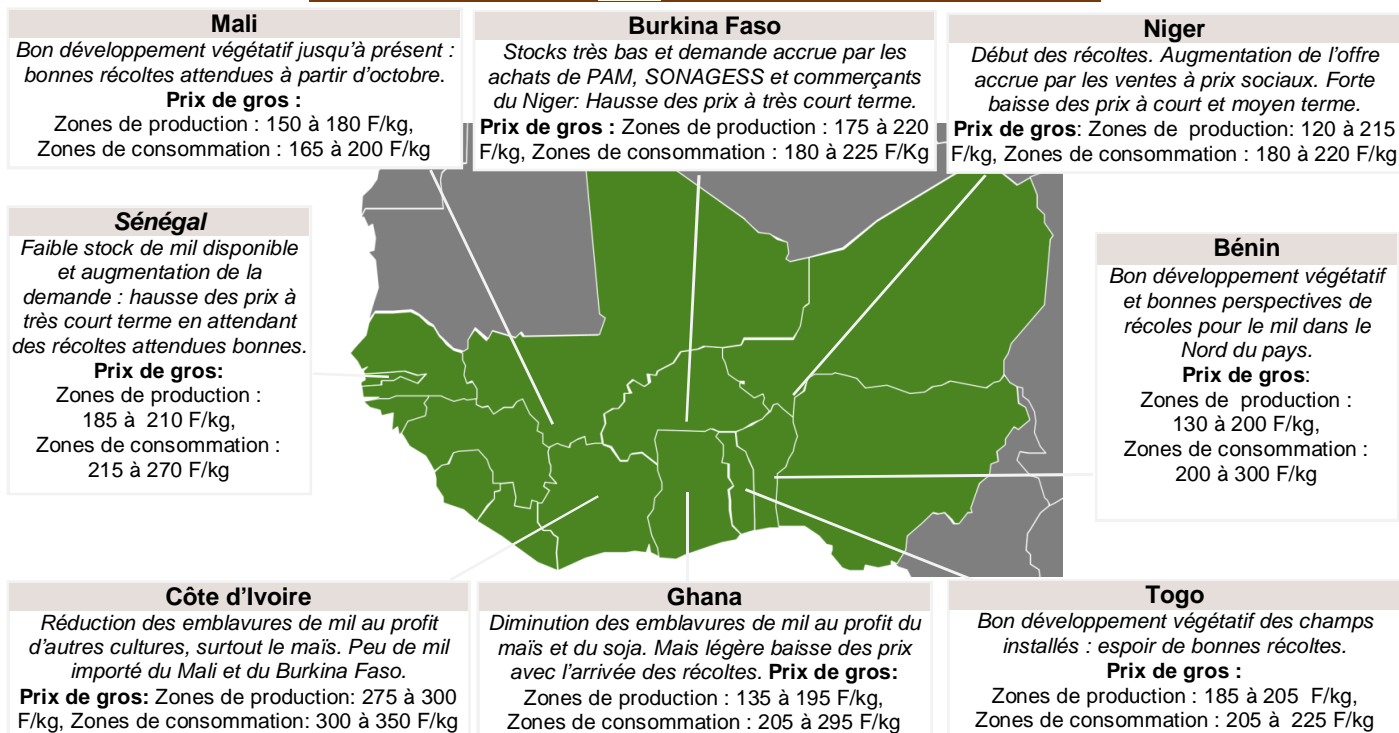 Mali
Bon développement végétatif jusqu'à présent :
bonnes récoltes attendues à partir d'octobre.
Prix de gros :
Zones de production : 150 à 180 F/kg,
Zones de consommation : 165 à 200 F/kg
Burkina Faso
Stocks très bas et demande accrue par les
achats de PAM, SONAGESS et commerçants
du Niger: Hausse des prix à très court terme.
Prix de gros : Zones de production : 175 à 220
F/kg, Zones de consommation : 180 à 225 F/Kg
Niger
Début des récoltes. Augmentation de l'offre
accrue par les ventes à prix sociaux. Forte
baisse des prix à court et moyen terme.
Prix de gros: Zones de production: 120 à 215
F/kg, Zones de consommation : 180 à 220 F/kg
Sénégal
Faible stock de mil disponible
et augmentation de la
demande : hausse des prix à
très court terme en attendant
des récoltes attendues bonnes.
Prix de gros:
Zones de production :
185 à 210 F/kg,
Zones de consommation :
215 à 270 F/kg
Bénin
Bon développement végétatif
et bonnes perspectives de
récoles pour le mil dans le
Nord du pays.
Prix de gros:
Zones de production :
130 à 200 F/kg,
Zones de consommation :
200 à 300 F/kg
Côte d'Ivoire
Réduction des emblavures de mil au profit
d'autres cultures, surtout le maïs. Peu de mil
importé du Mali et du Burkina Faso.
Prix de gros: Zones de production: 275 à 300
F/kg, Zones de consommation: 300 à 350 F/kg
Ghana
Diminution des emblavures de mil au profit du
maïs et du soja. Mais légère baisse des prix
avec l'arrivée des récoltes. Prix de gros:
Zones de production : 135 à 195 F/kg,
Zones de consommation : 205 à 295 F/kg
Togo
Bon développement végétatif des champs
installés : espoir de bonnes récoltes.
Prix de gros :
Zones de production : 185 à 205 F/kg,
Zones de consommation : 205 à 225 F/kg